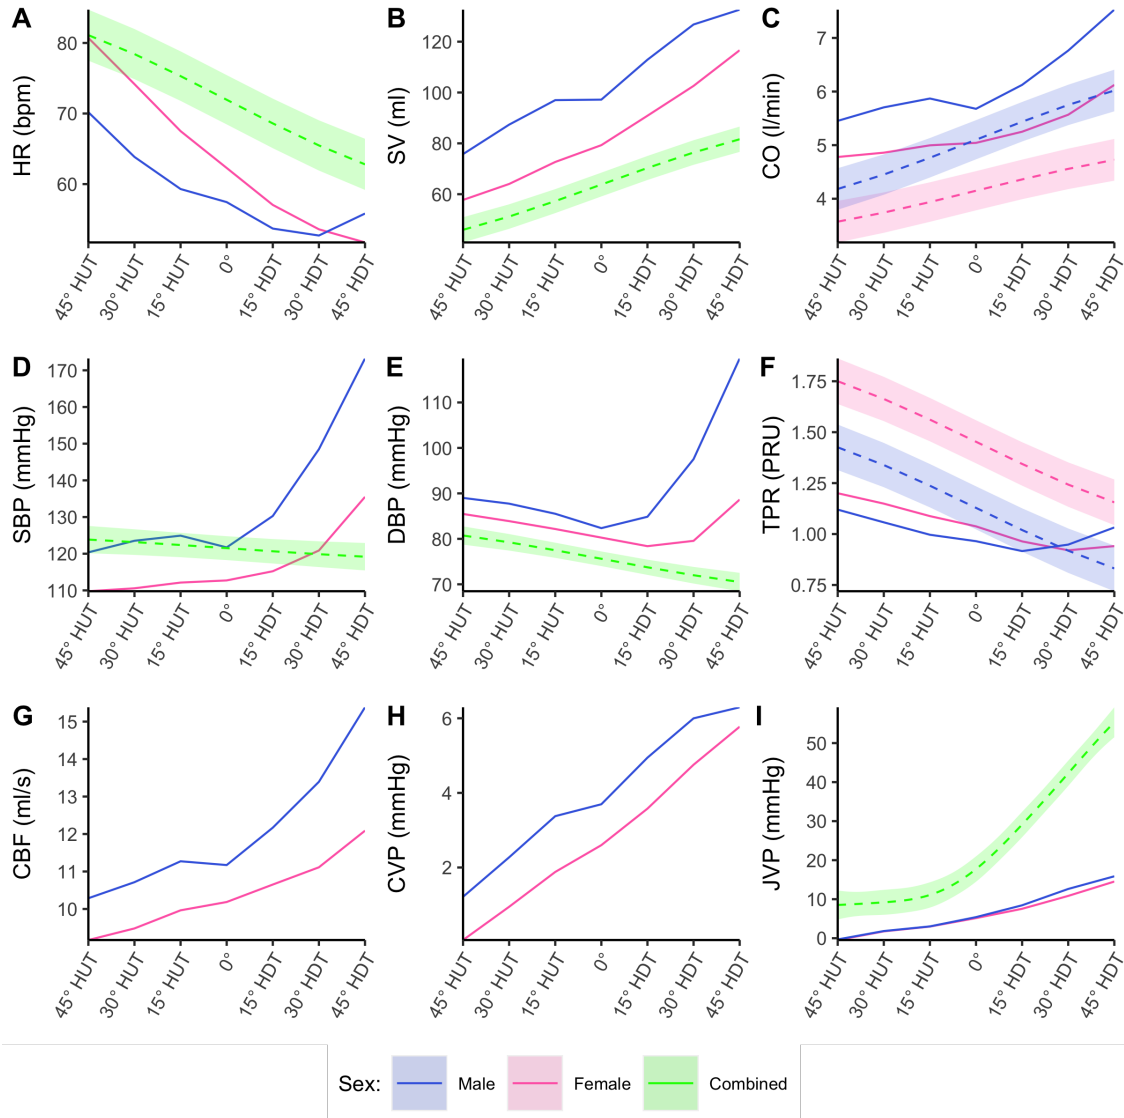 A
HR (bpm)
80
70
60
45° HUT
30° HUT
15° HUT
0°
15° HDT
30° HDT
45° HDT
B
SV (ml)
120
100
80
60
45° HUT
30° HUT
15° HUT
0°
15° HDT
30° HDT
45° HDT
C
CO (l/min)
7
6
5
4
45° HUT
30° HUT
15° HUT
0°
15° HDT
30° HDT
45° HDT
D
SBP (mmHg)
170
160
150
140
130
120
110
45° HUT
30° HUT
15° HUT
0°
15° HDT
30° HDT
45° HDT
E
DBP (mmHg)
110
100
90
80
70
45° HUT
30° HUT
15° HUT
0°
15° HDT
30° HDT
45° HDT
F
TPR (PRU)
1.75
1.50
1.25
1.00
0.75
45° HUT
30° HUT
15° HUT
0°
15° HDT
30° HDT
45° HDT
G
CBF (ml/s)
15
14
13
12
11
10
45° HUT
30° HUT
15° HUT
0°
15° HDT
30° HDT
45° HDT
H
CVP (mmHg)
6
4
2
45° HUT
30° HUT
15° HUT
0°
15° HDT
30° HDT
45° HDT
I
JVP (mmHg)
50
40
30
20
10
0
45° HUT
30° HUT
15° HUT
0°
15° HDT
30° HDT
45° HDT
Sex: Male Female Combined